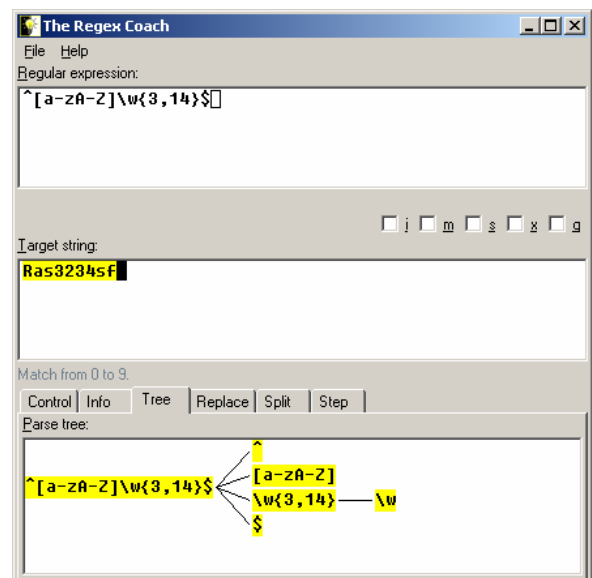 The Regex Coach
File Help
Regular expression:
^[a-zA-Z]\w{3,14}$
i m s x g
Target string:
Ras3234sf
Match from 0 to 9.
Control Info Tree Replace Split Step
Parse tree:
^
[a-zA-Z]
^[a-zA-Z]\w{3,14}$ \w{3,14} \w
$